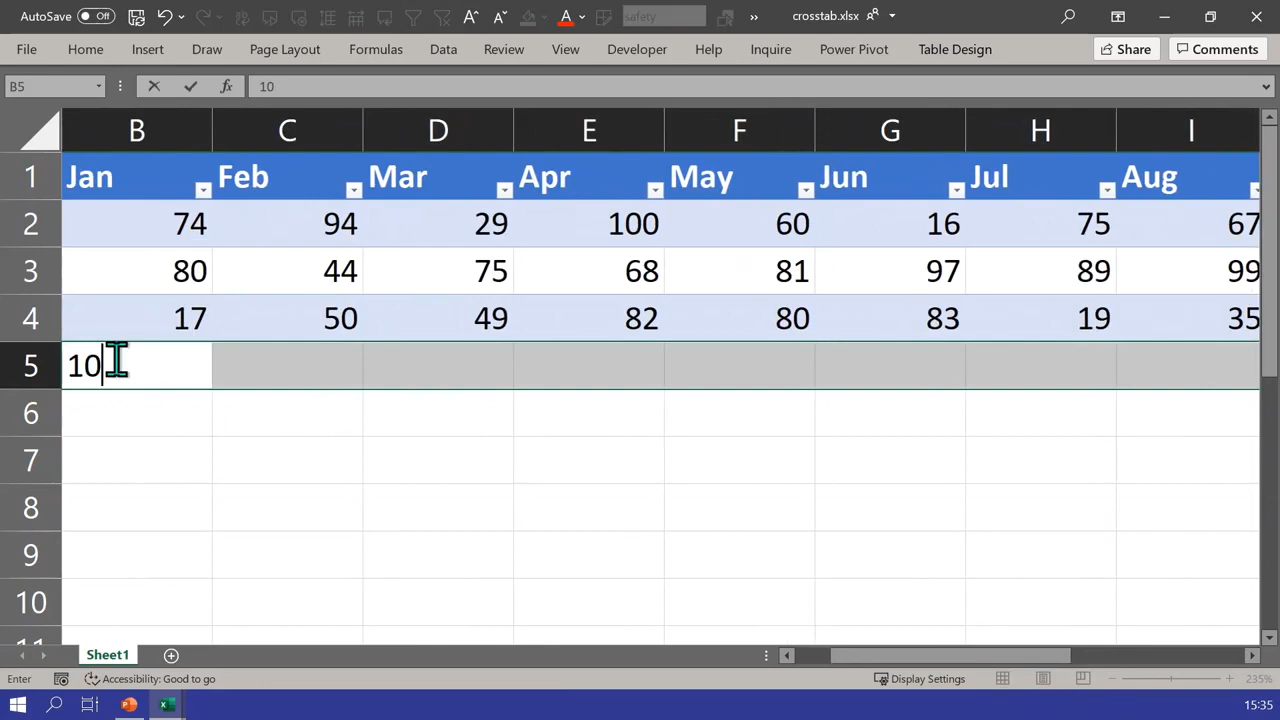 AutoSave Off safety » crosstab.xlsx
File Home Insert Draw Page Layout Formulas Data Review View Developer Help Inquire Power Pivot Table Design Share Comments
B5 fx 10
B C D E F G H I
1 Jan Feb Mar Apr May Jun Jul Aug
2 74 94 29 100 60 16 75 67
3 80 44 75 68 81 97 89 99
4 17 50 49 82 80 83 19 35
5 10
6
7
8
9
10
11
Sheet1
Enter Accessibility: Good to go Display Settings 235%
15:35